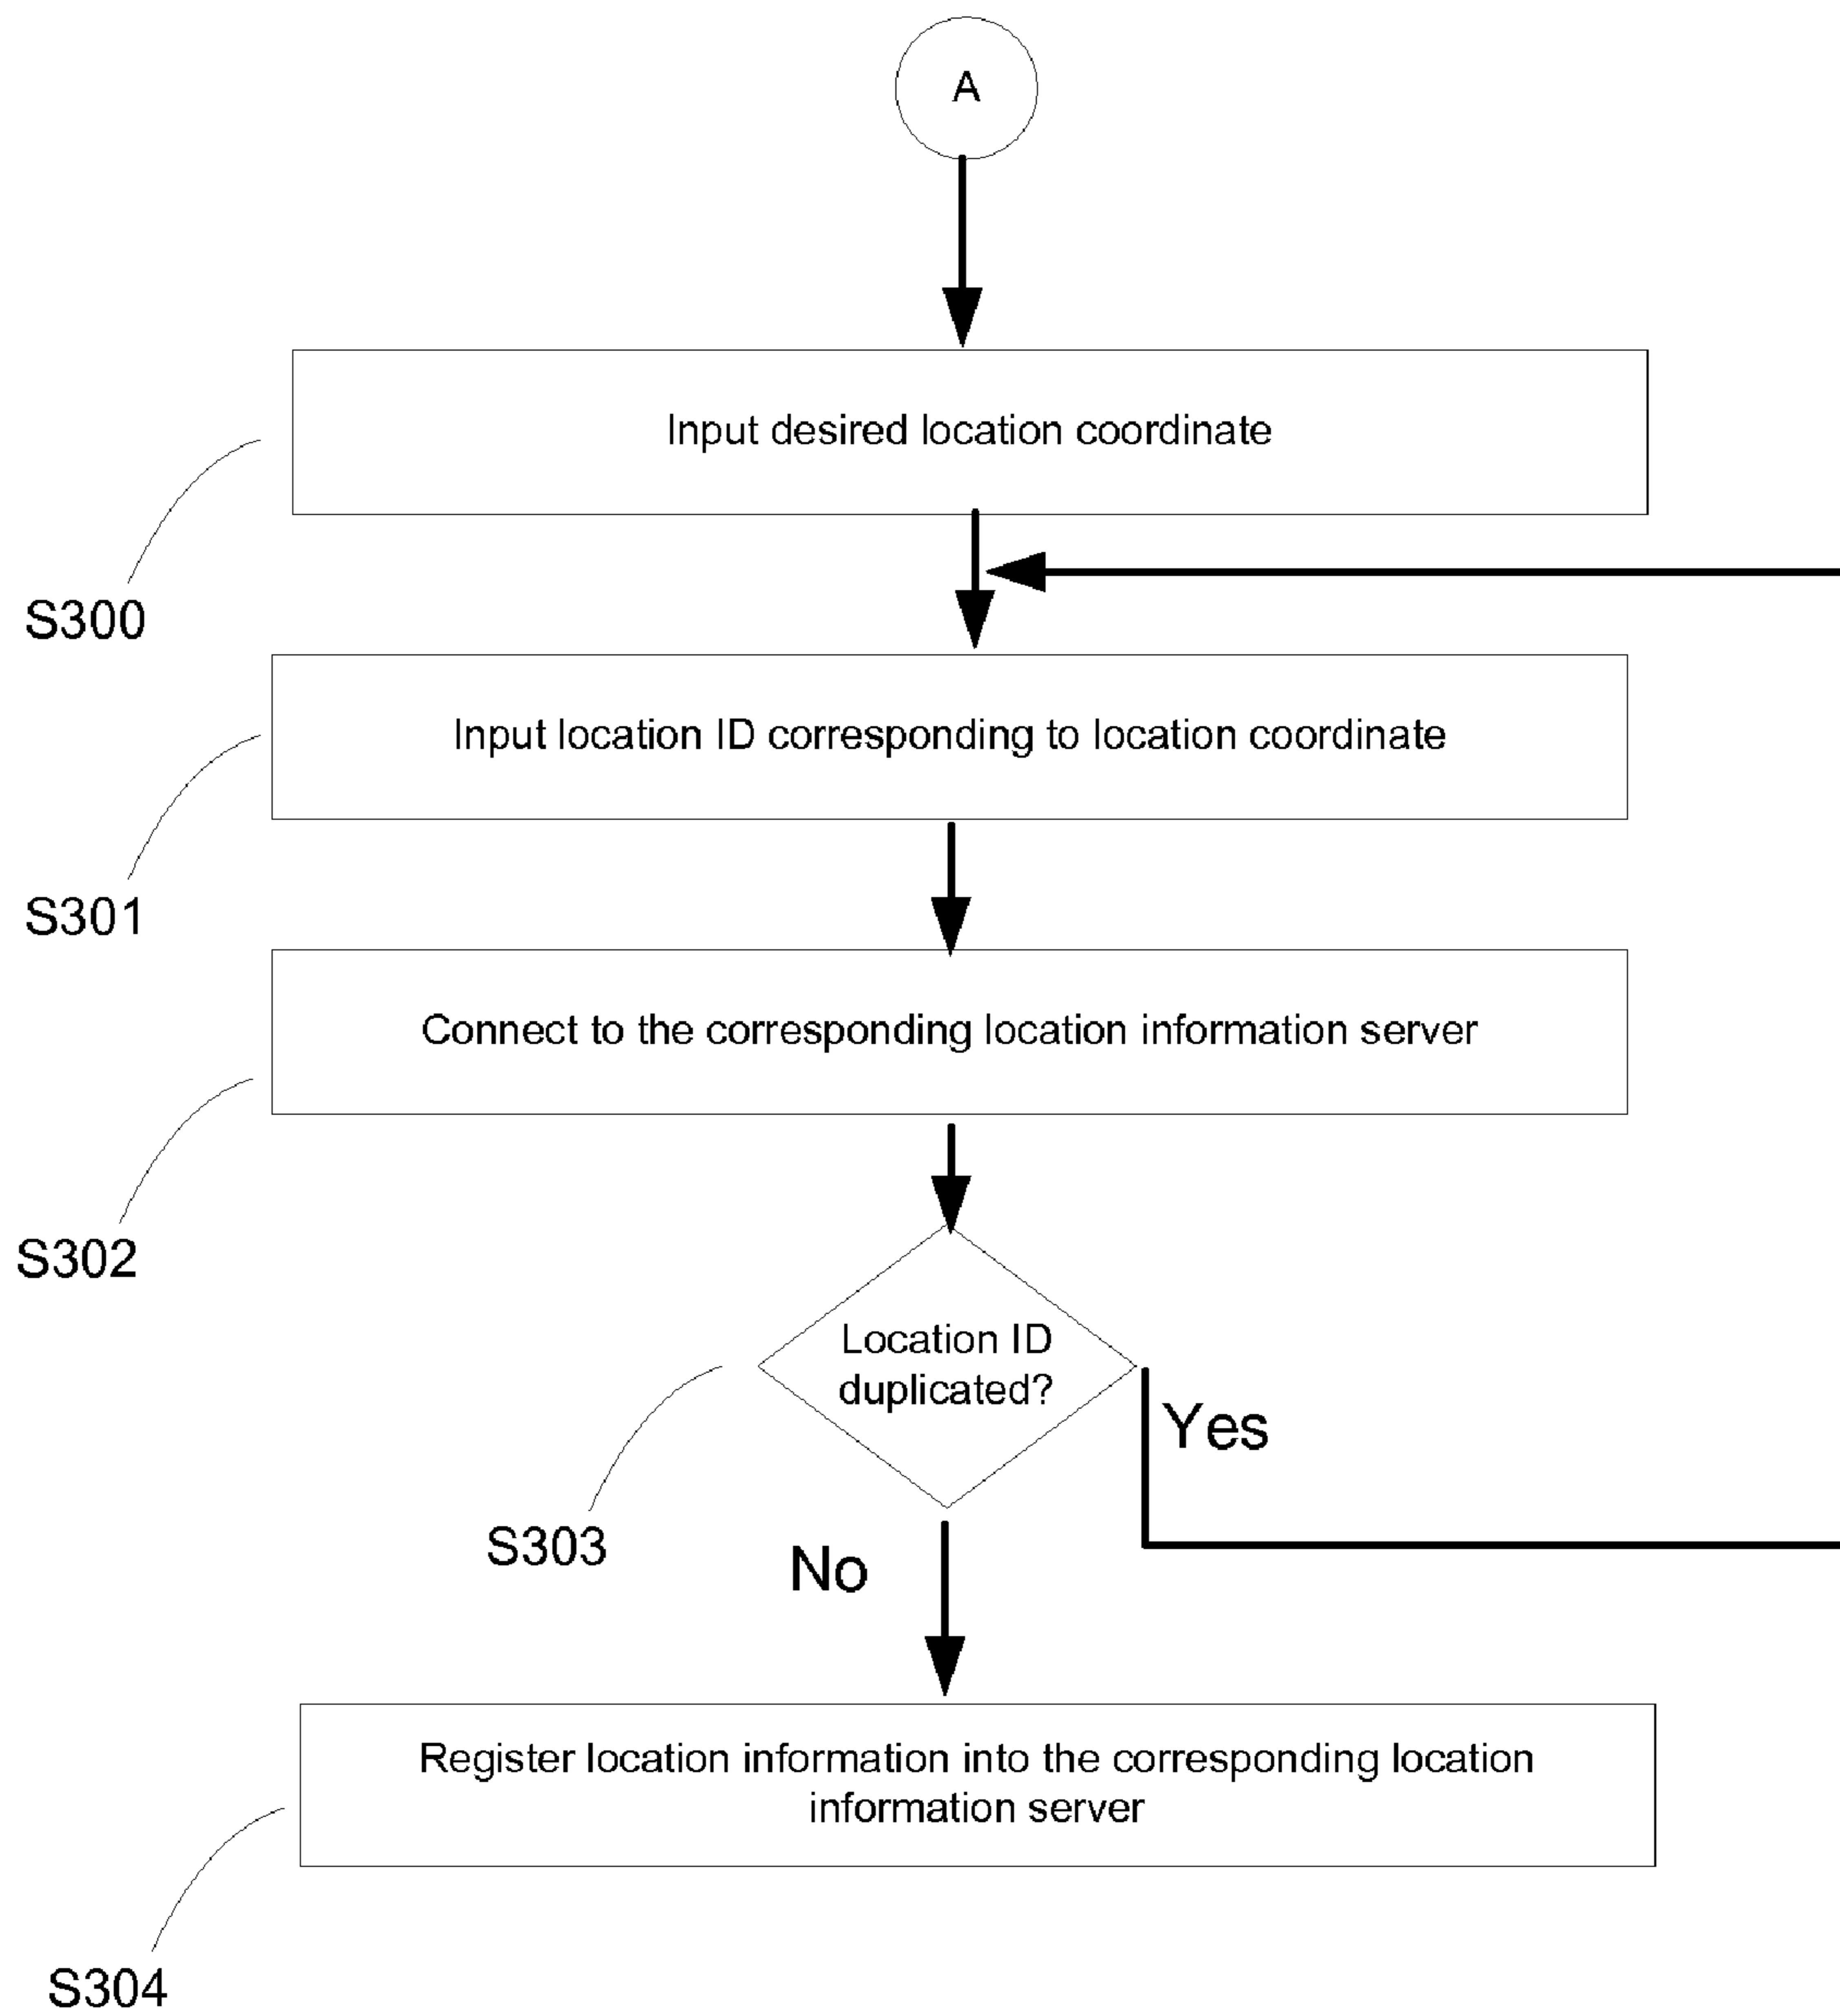 A
Input desired location coordinate
S300
Input location ID corresponding to location coordinate
S301
Connect to the corresponding location information server
S302
Location ID
duplicated?
Yes
S303
No
Register location information into the corresponding location
information server
S304